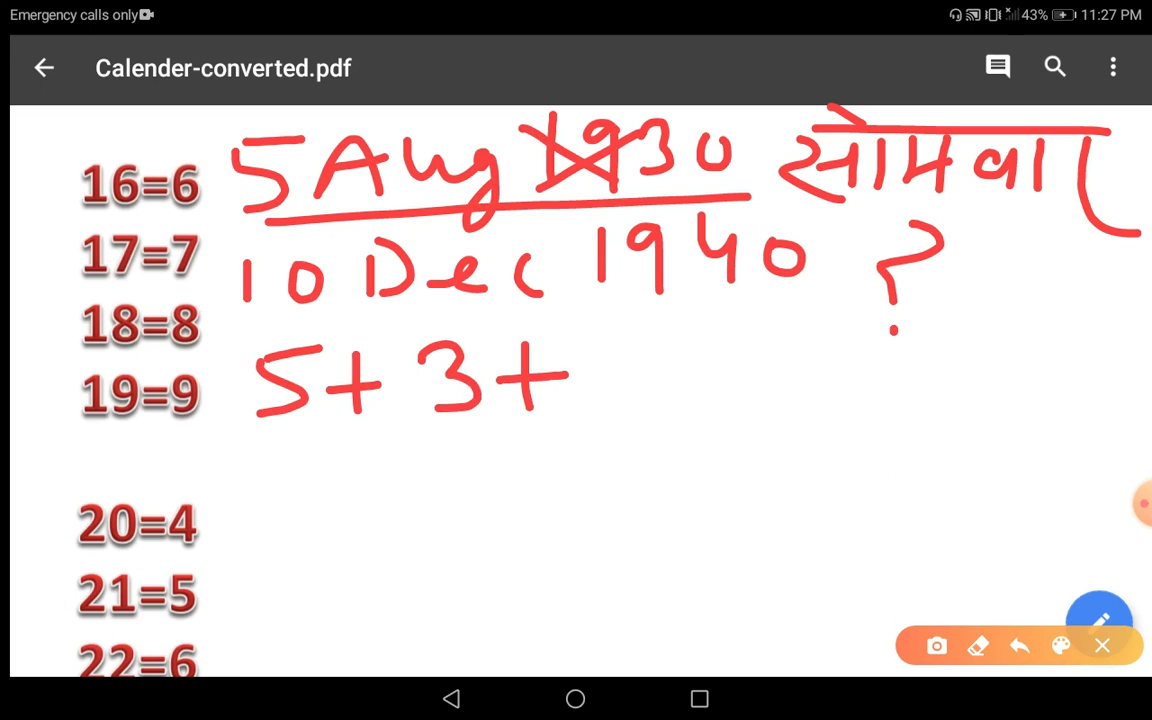 Emergency calls only
43% 11:27 PM
Calender-converted.pdf
16=6
17=7
18=8
19=9
20=4
21=5
22=6
5 Aug 1930 सोमवार
10 Dec 1940 ?
5+ 3+